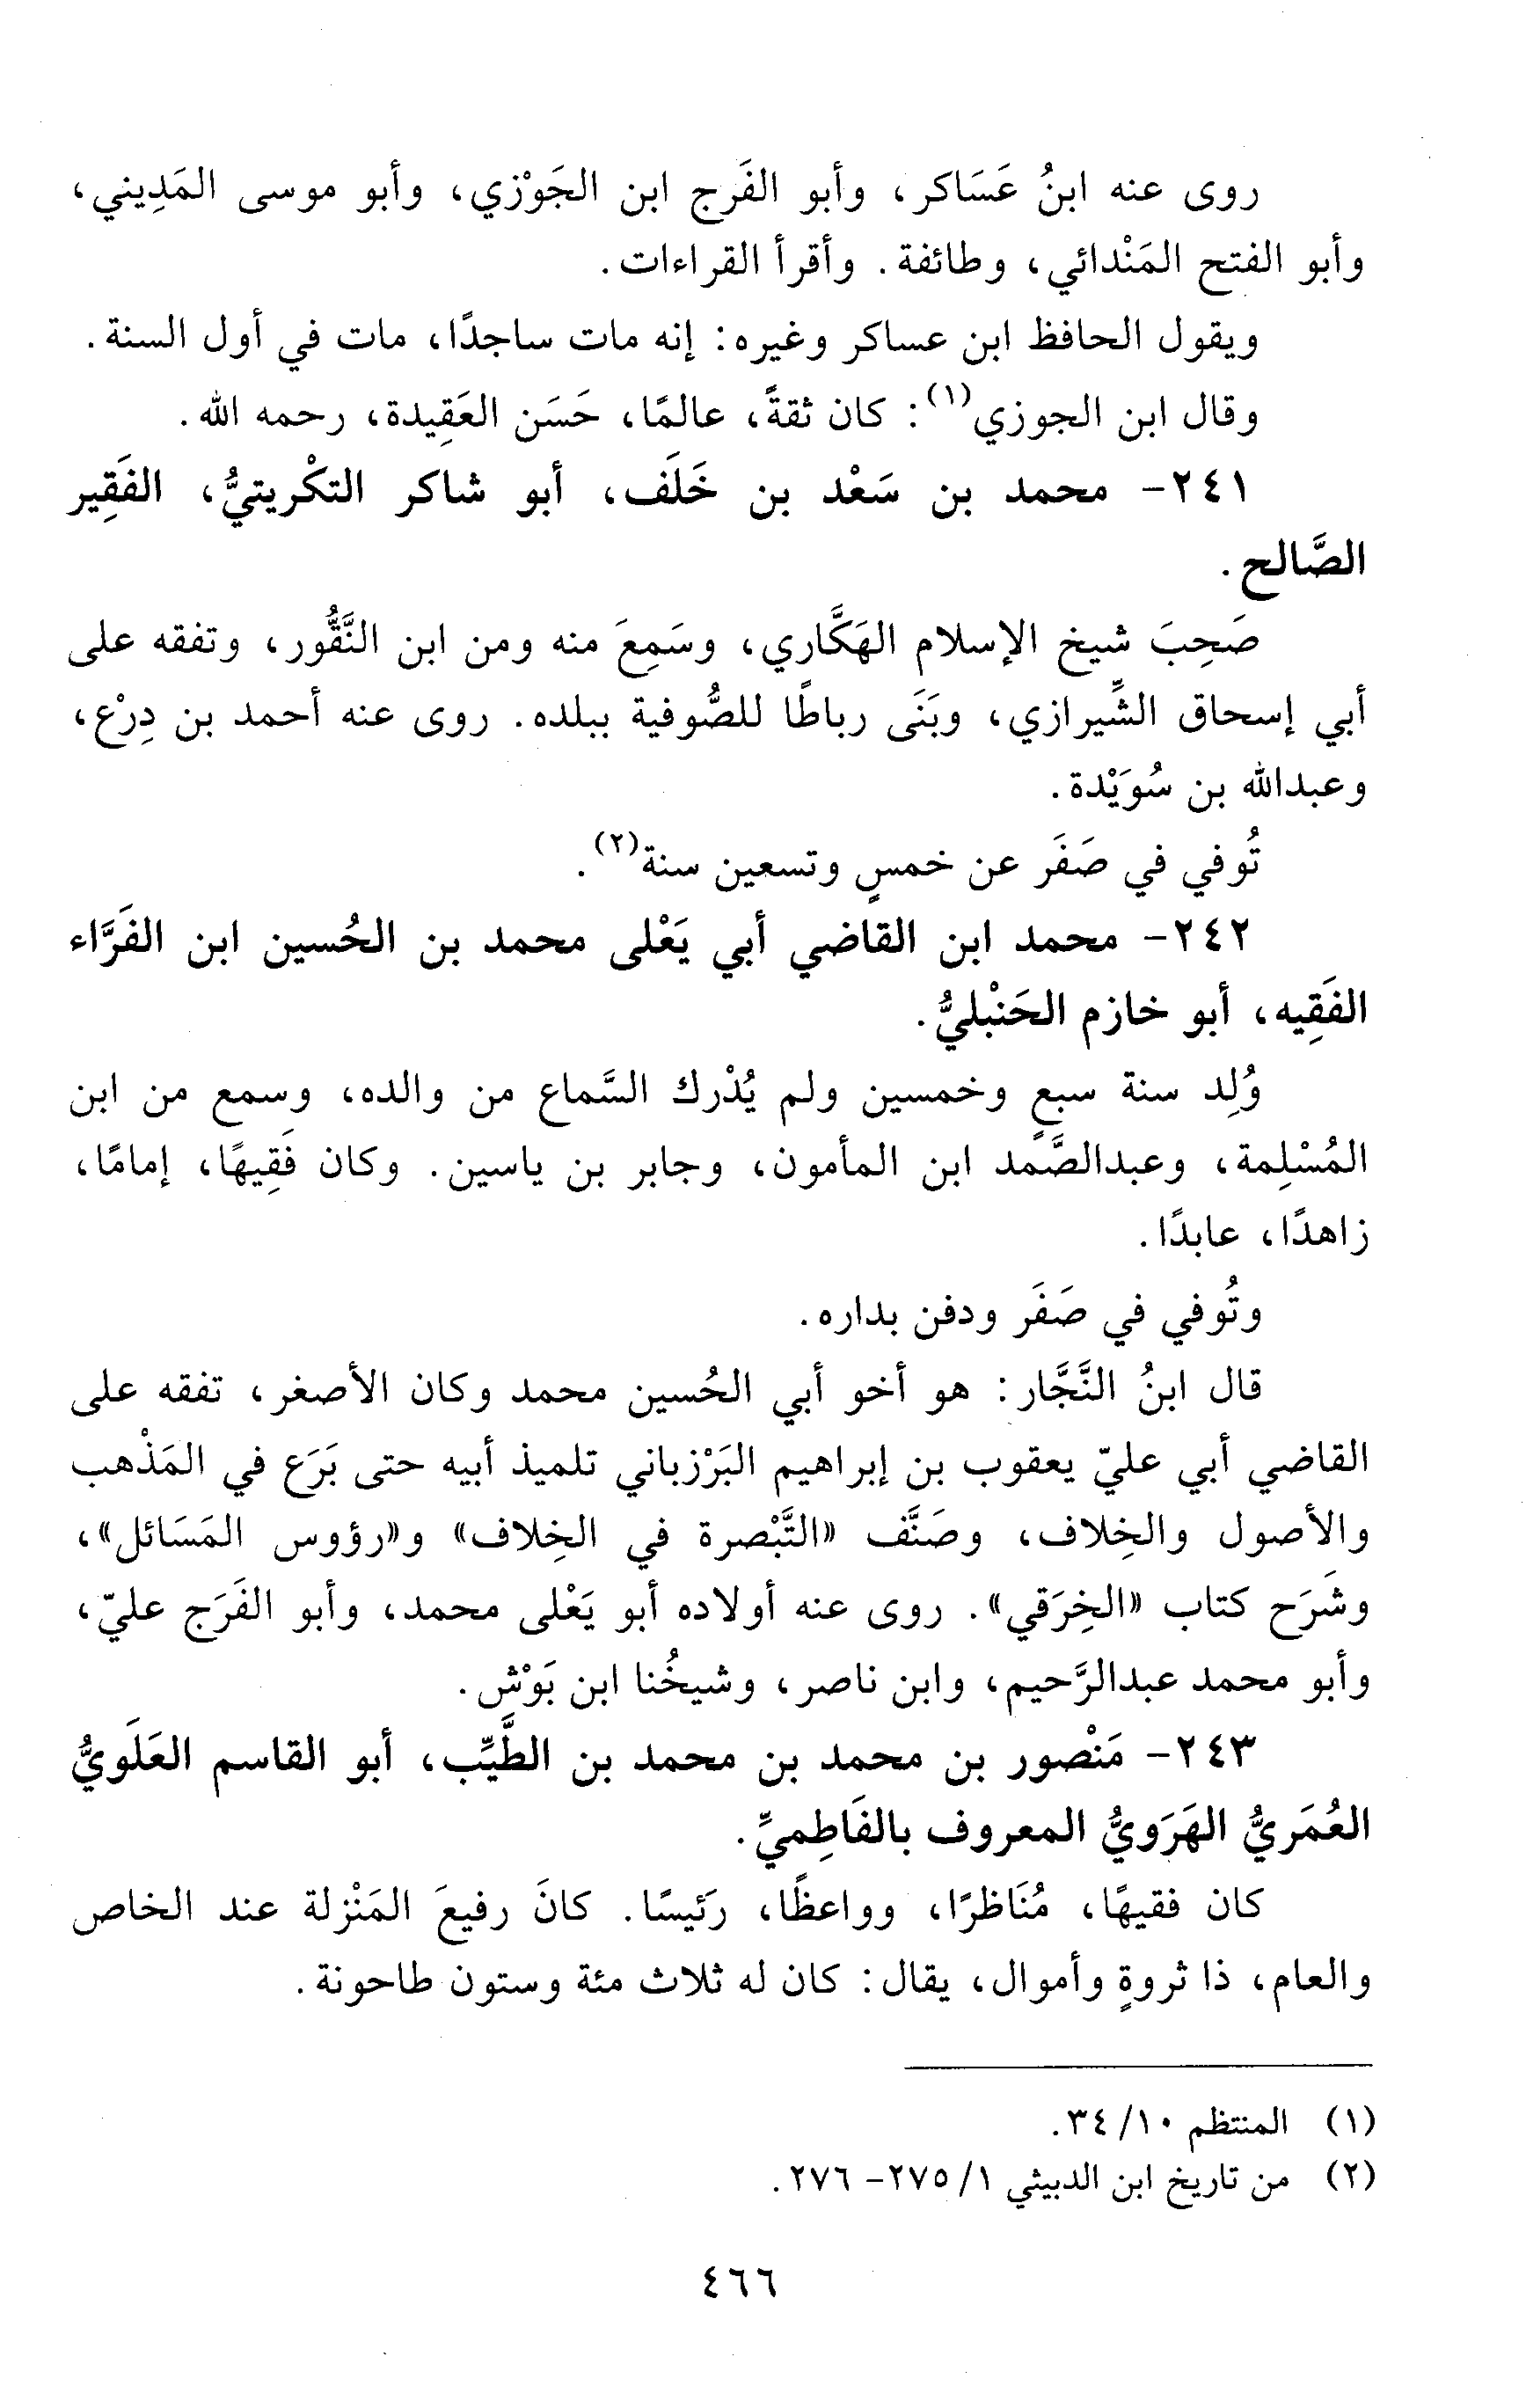 روى عنه ابنُ عَسَاكر، وأبو الفَرَج ابن الجَوْزي، وأبو موسى المَدِيني،
وأبو الفتح المَنْدائي، وطائفة. وأقرأ القراءات.
ويقول الحافظ ابن عساكر وغيره: إنه مات ساجدًا، مات في أول السنة.
وقال ابن الجوزي(١): كان ثقةً، عالمًا، حَسَن العَقِيدة، رحمه الله.
٢٤١- محمد بن سَعْد بن خَلَف، أبو شاكر التكْريتيُّ، الفَقِير
الصَّالح.
صَحِبَ شيخ الإسلام الهَكَّاري، وسَمِعَ منه ومن ابن النَّقُّور، وتفقه على
أبي إسحاق الشِّيرازي، وبَنَى رباطًا للصُّوفية ببلده. روى عنه أحمد بن دِرْع،
وعبدالله بن سُوَيْدة.
تُوفي في صَفَر عن خمسٍ وتسعين سنة(٢).
٢٤٢- محمد ابن القاضي أبي يَعْلى محمد بن الحُسين ابن الفَرَّاء
الفَقِيه، أبو خازم الحَنْبليُّ.
وُلِد سنة سبعٍ وخمسين ولم يُدْرك السَّماع من والده، وسمع من ابن
المُسْلِمة، وعبدالصَّمد ابن المأمون، وجابر بن ياسين. وكان فَقِيهًا، إمامًا،
زاهدًا، عابدًا.
وتُوفي في صَفَر ودفن بداره.
قال ابنُ النَّجَّار: هو أخو أبي الحُسين محمد وكان الأصغر، تفقه على
القاضي أبي عليّ يعقوب بن إبراهيم البَرْزباني تلميذ أبيه حتى بَرَع في المَذْهب
والأصول والخِلاف، وصَنَّف «التَّبْصرة في الخِلاف» و«رؤوس المَسَائل»،
وشَرَح كتاب «الخِرَقي». روى عنه أولاده أبو يَعْلى محمد، وأبو الفَرَج عليّ،
وأبو محمد عبدالرَّحيم، وابن ناصر، وشيخُنا ابن بَوْش.
٢٤٣- مَنْصور بن محمد بن محمد بن الطَّيِّب، أبو القاسم العَلَويُّ
العُمَريُّ الهَرَويُّ المعروف بالفَاطِميِّ.
كان فقيهًا، مُنَاظرًا، وواعظًا، رَئيسًا. كانَ رفيعَ المَنْزلة عند الخاص
والعام، ذا ثروةٍ وأموال، يقال: كان له ثلاث مئة وستون طاحونة.
(١) المنتظم ١٠/ ٣٤.
(٢) من تاريخ ابن الدبيثي ١/ ٢٧٥- ٢٧٦.
٤٦٦